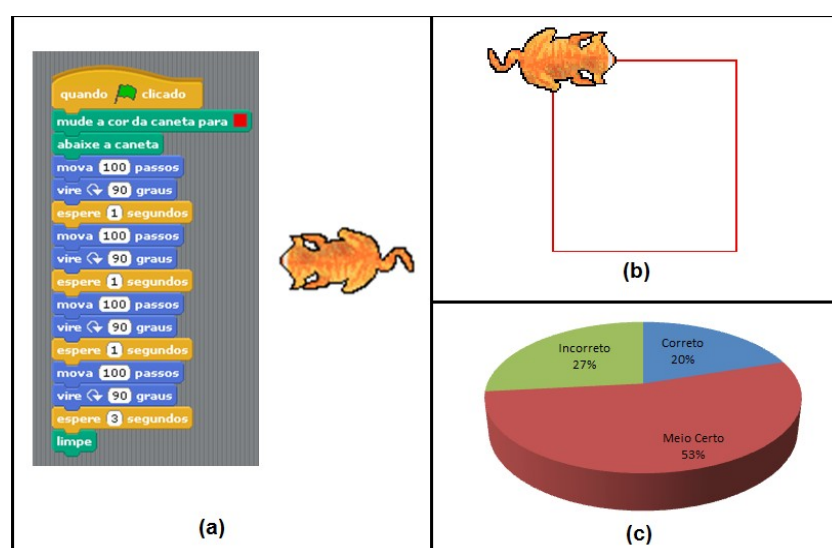 quando clicado
mude a cor da caneta para
abaixe a caneta
mova 100 passos
vire 90 graus
espere 1 segundos
mova 100 passos
vire 90 graus
espere 1 segundos
mova 100 passos
vire 90 graus
espere 1 segundos
mova 100 passos
vire 90 graus
espere 3 segundos
limpe
(a)
(b)
Incorreto
27%
Correto
20%
Meio Certo
53%
(c)